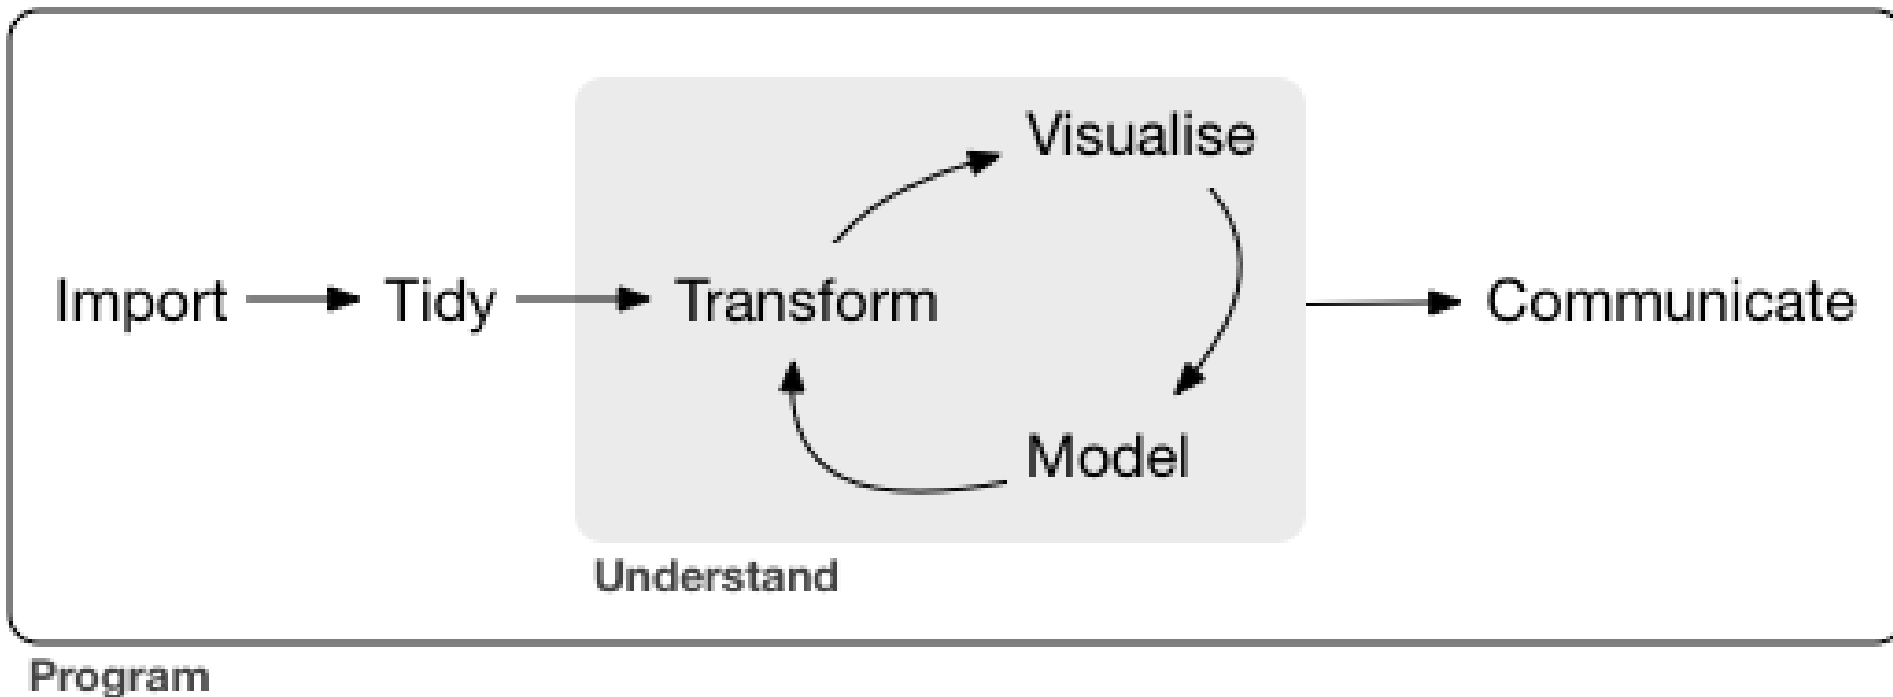 Visualise
Import Tidy Transform Communicate
Model
Understand
Program